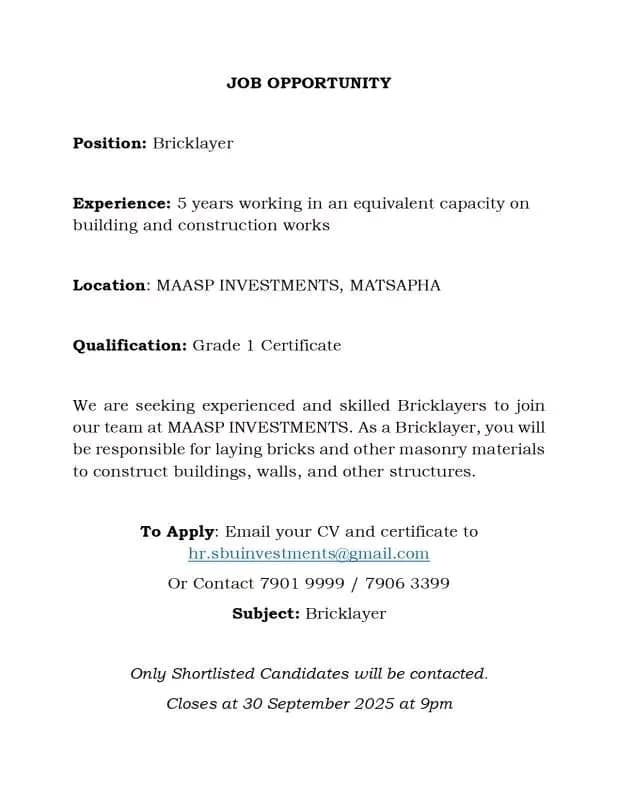 JOB OPPORTUNITY
Position: Bricklayer
Experience: 5 years working in an equivalent capacity on
building and construction works
Location: MAASP INVESTMENTS, MATSAPHA
Qualification: Grade 1 Certificate
We are seeking experienced and skilled Bricklayers to join
our team at MAASP INVESTMENTS. As a Bricklayer, you will
be responsible for laying bricks and other masonry materials
to construct buildings, walls, and other structures.
To Apply: Email your CV and certificate to
hr.sbuinvestments@gmail.com
Or Contact 7901 9999 / 7906 3399
Subject: Bricklayer
Only Shortlisted Candidates will be contacted.
Closes at 30 September 2025 at 9pm